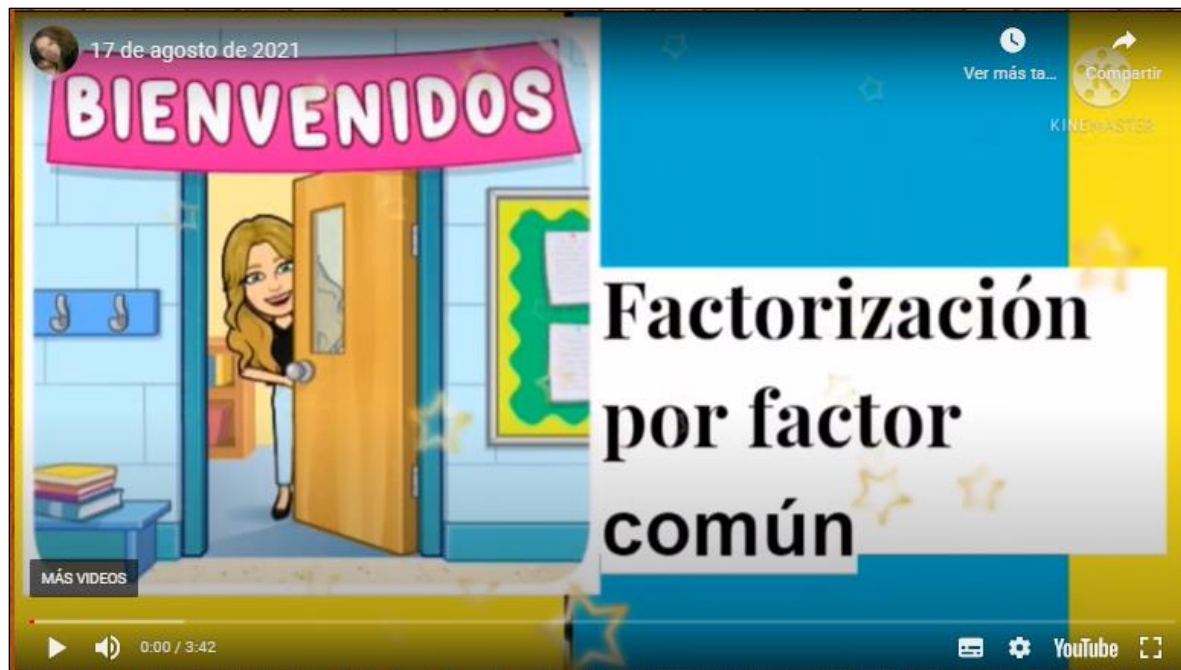 17 de agosto de 2021
Ver más ta...
Compartir
KINEMASTER
BIENVENIDOS
Factorización
por factor
común
MÁS VIDEOS
0:00 / 3:42
YouTube